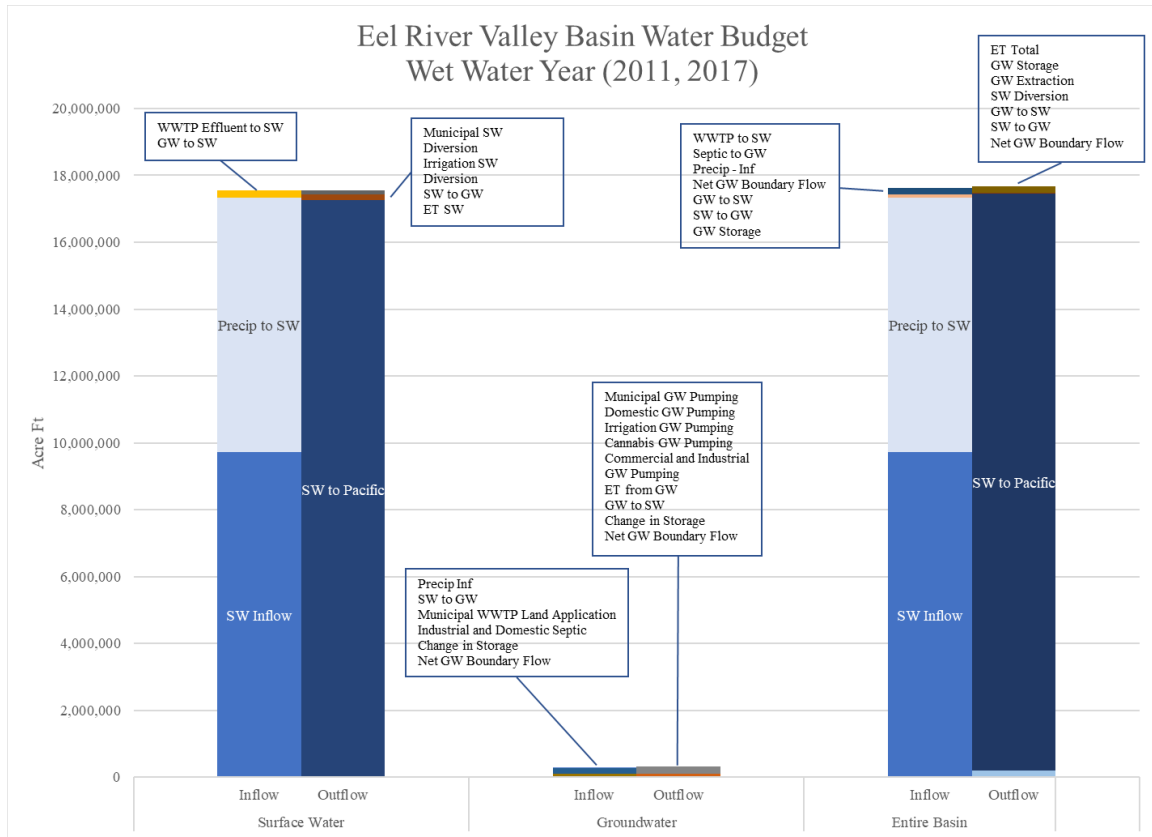 Eel River Valley Basin Water Budget
Wet Water Year (2011, 2017)
WWTP Effluent to SW
GW to SW
Municipal SW
Diversion
Irrigation SW
Diversion
SW to GW
ET SW
WWTP to SW
Septic to GW
Precip - Inf
Net GW Boundary Flow
GW to SW
SW to GW
GW Storage
ET Total
GW Storage
GW Extraction
SW Diversion
GW to SW
SW to GW
Net GW Boundary Flow
20,000,000
18,000,000
16,000,000
14,000,000
12,000,000
10,000,000
8,000,000
6,000,000
4,000,000
2,000,000
0
Acre Ft
Precip to SW
SW Inflow
SW to Pacific
Precip Inf
SW to GW
Municipal WWTP Land Application
Industrial and Domestic Septic
Change in Storage
Net GW Boundary Flow
Municipal GW Pumping
Domestic GW Pumping
Irrigation GW Pumping
Cannabis GW Pumping
Commercial and Industrial
GW Pumping
ET from GW
GW to SW
Change in Storage
Net GW Boundary Flow
Precip to SW
SW Inflow
SW to Pacific
Inflow Outflow Inflow Outflow Inflow Outflow
Surface Water Groundwater Entire Basin